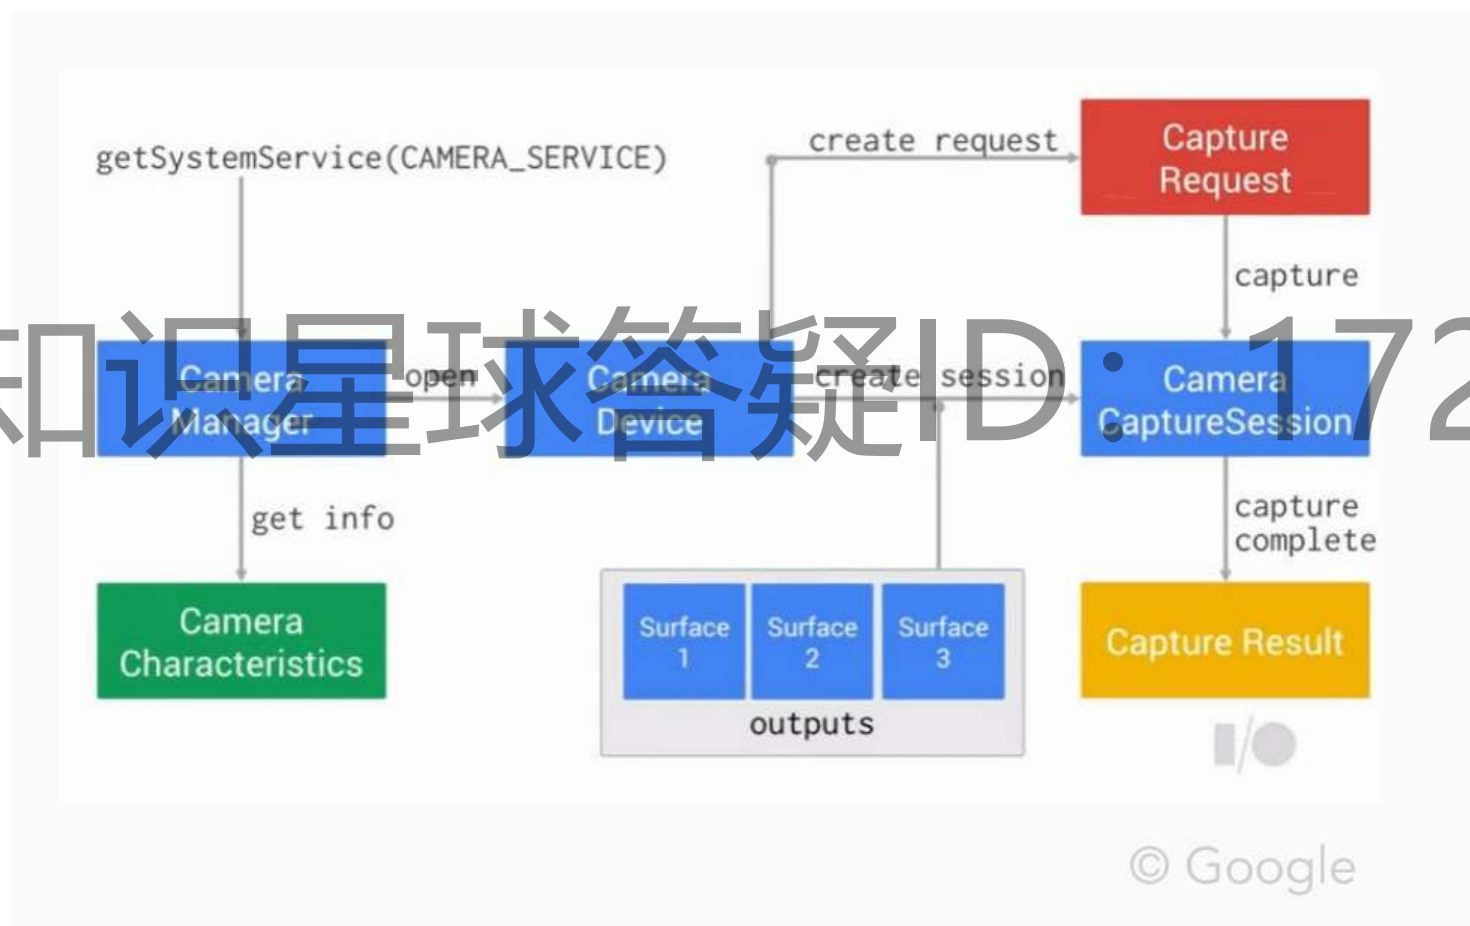 getSystemService(CAMERA_SERVICE)
create request
Capture
Request
capture
知识星球答疑ID：172
Camera
Manager
open
Camera
Device
create session
Camera
CaptureSession
get info
capture
complete
Camera
Characteristics
Surface
1
Surface
2
Surface
3
outputs
Capture Result
I/O
© Google